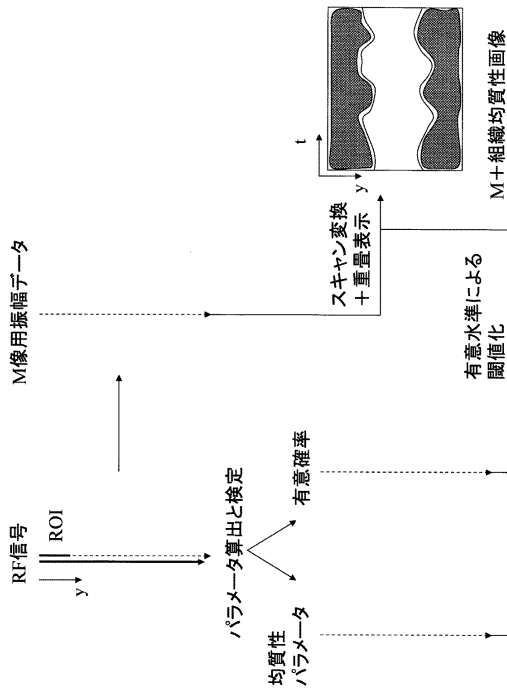 RF信号
ROI
y
M像用振幅データ
パラメータ算出と検定
均質性
パラメータ
有意確率
スキャン変換
+重畳表示
有意水準による
閾値化
t
y
M+組織均質性画像